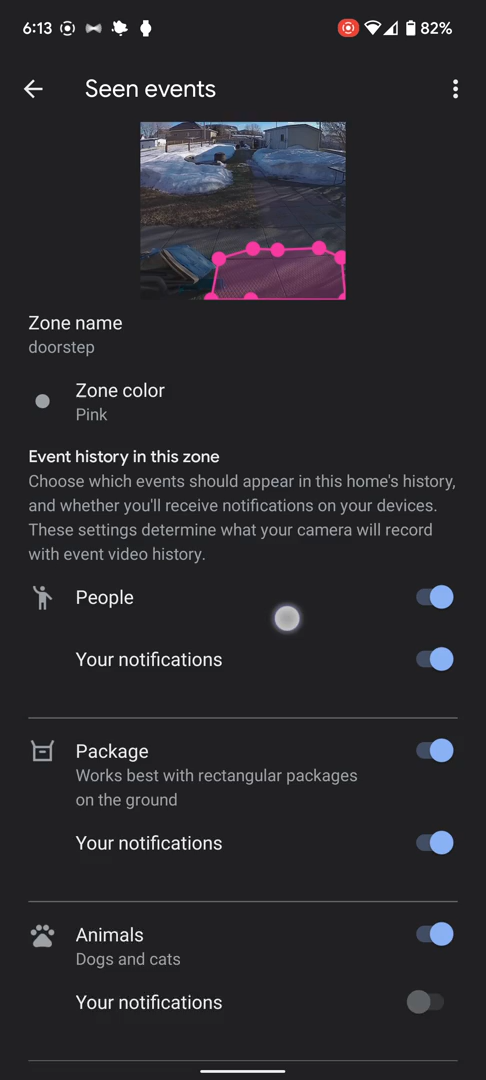 6:13
82%
Seen events
Zone name
doorstep
Zone color
Pink
Event history in this zone
Choose which events should appear in this home's history,
and whether you'll receive notifications on your devices.
These settings determine what your camera will record
with event video history.
People
Your notifications
Package
Works best with rectangular packages
on the ground
Your notifications
Animals
Dogs and cats
Your notifications